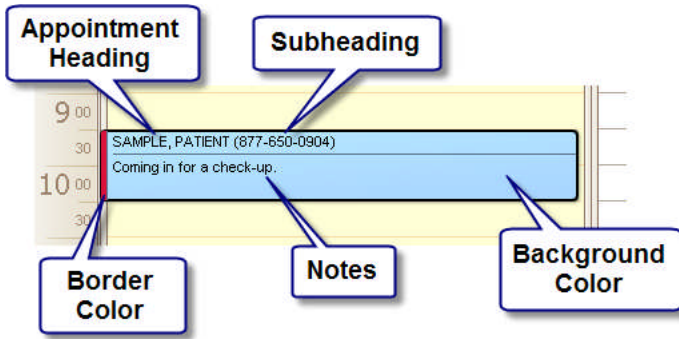 Appointment
Heading
Subheading
9 00
SAMPLE, PATIENT (877-650-0904)
30
Coming in for a check-up.
10 00
30
Border
Color
Notes
Background
Color